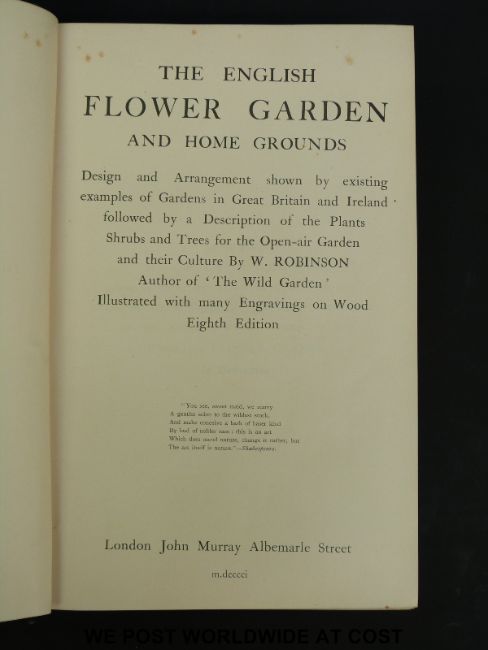 THE ENGLISH
FLOWER GARDEN
AND HOME GROUNDS
Design and Arrangement shown by existing
examples of Gardens in Great Britain and Ireland
followed by a Description of the Plants
Shrubs and Trees for the Open-air Garden
and their Culture By W. ROBINSON
Author of ‘The Wild Garden’
Illustrated with many Engravings on Wood
Eighth Edition
"You see, sweet maid, we marry
A gentler scion to the wildest stock,
And make conceive a bark of baser kind
By bud of nobler race: this is an art
Which does mend nature, change it rather, but
The art itself is nature."—Shakespeare.
London John Murray Albemarle Street
m.dcccci
WE POST WORLDWIDE AT COST